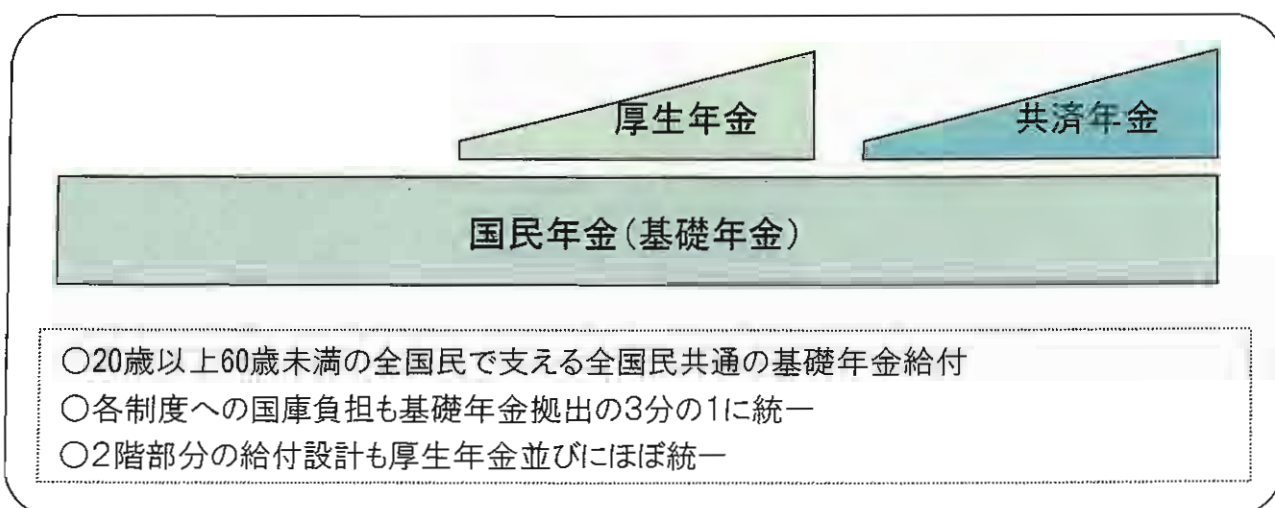 厚生年金
共済年金
国民年金(基礎年金)
○20歳以上60歳未満の全国民で支える全国民共通の基礎年金給付
○各制度への国庫負担も基礎年金拠出の3分の1に統一
○2階部分の給付設計も厚生年金並びにほぼ統一